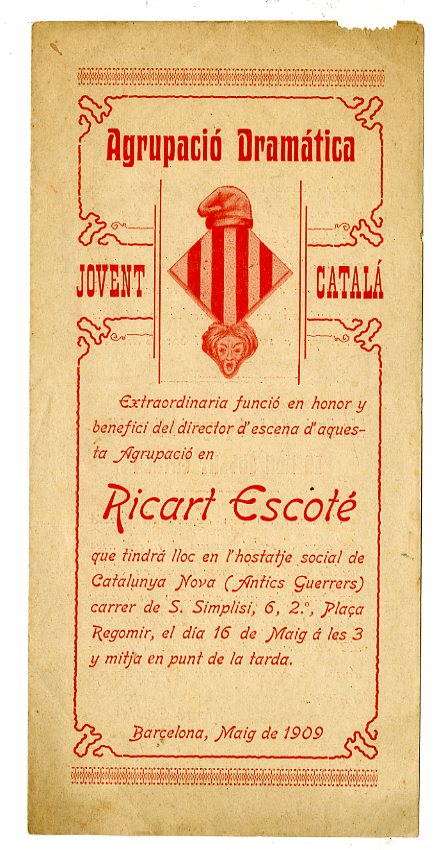 Agrupació Dramática
JOVENT CATALÁ
Extraordinaria funció en honor y
benefici del director d'escena d'aques-
ta Agrupació en
Ricart Escoté
que tindrá lloc en l'hostatje social de
Catalunya Nova (Antics Guerrers)
carrer de S. Simplisi, 6, 2.º, Plaça
Regomir, el día 16 de Maig á les 3
y mitja en punt de la tarda.
Barcelona, Maig de 1909